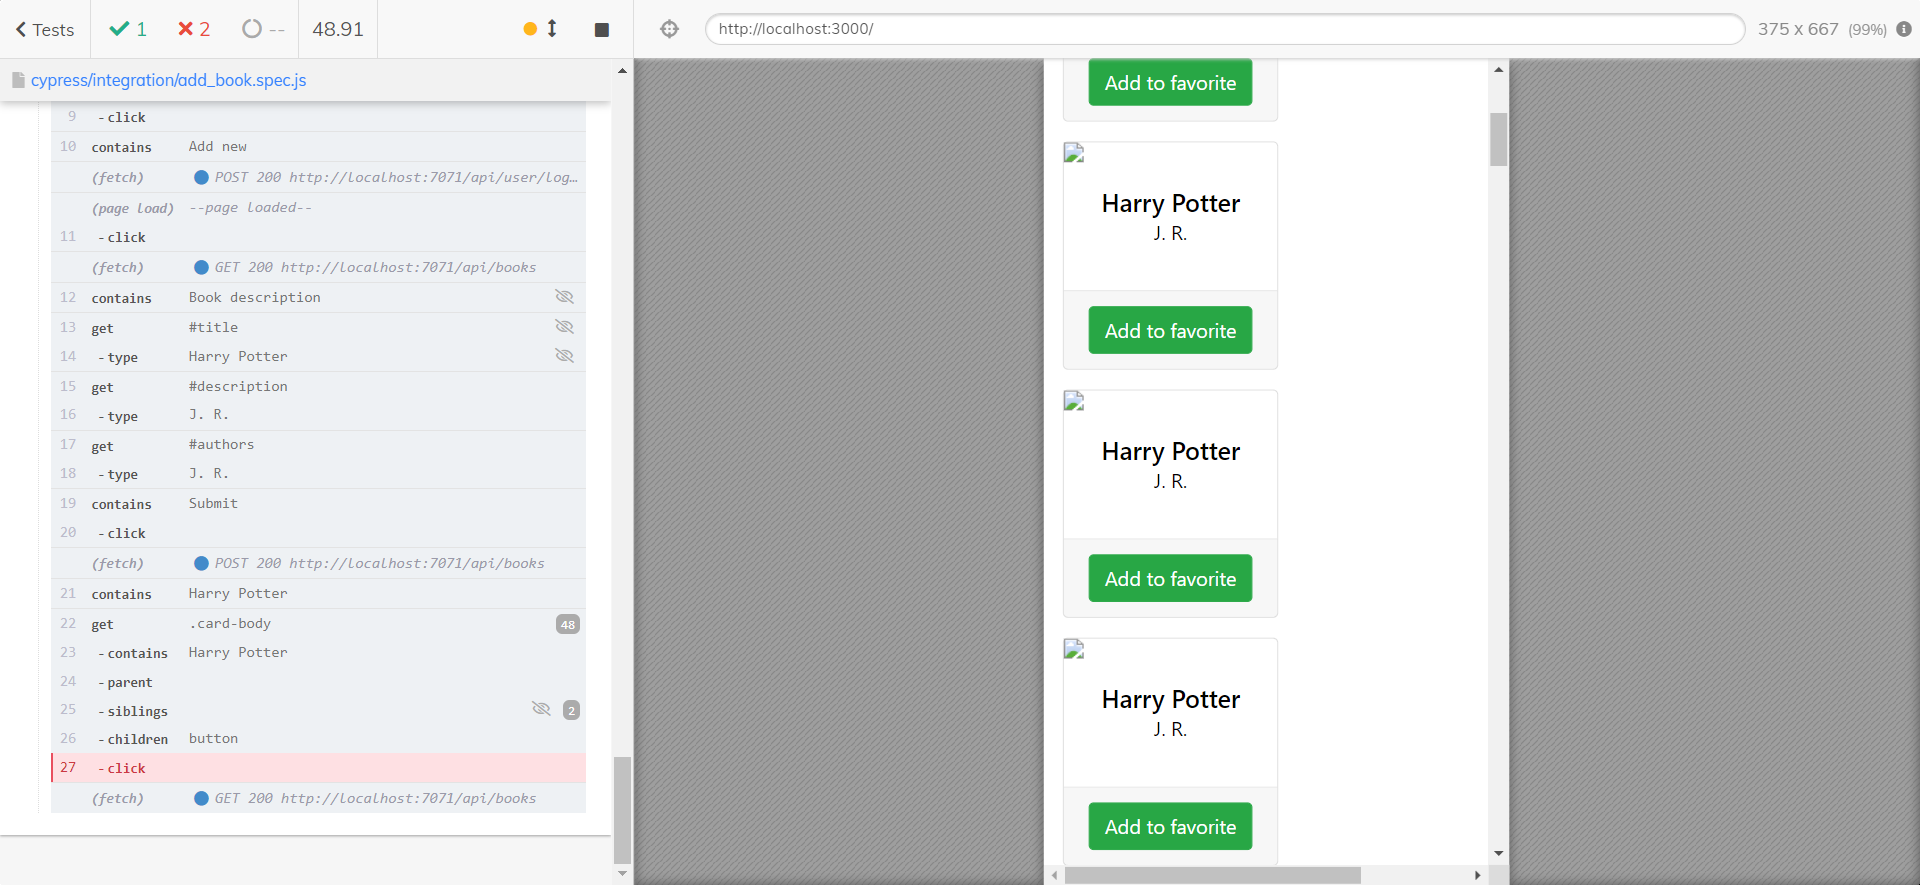 Tests
1
2
--
48.91
http://localhost:3000/
375 x 667 (99%)
cypress/integration/add_book.spec.js
9 - click
10 contains Add new
(fetch) POST 200 http://localhost:7071/api/user/log…
(page load) --page loaded--
11 - click
(fetch) GET 200 http://localhost:7071/api/books
12 contains Book description
13 get #title
14 - type Harry Potter
15 get #description
16 - type J. R.
17 get #authors
18 - type J. R.
19 contains Submit
20 - click
(fetch) POST 200 http://localhost:7071/api/books
21 contains Harry Potter
22 get .card-body 48
23 - contains Harry Potter
24 - parent
25 - siblings 2
26 - children button
27 - click
(fetch) GET 200 http://localhost:7071/api/books
Add to favorite
Harry Potter
J. R.
Add to favorite
Harry Potter
J. R.
Add to favorite
Harry Potter
J. R.
Add to favorite